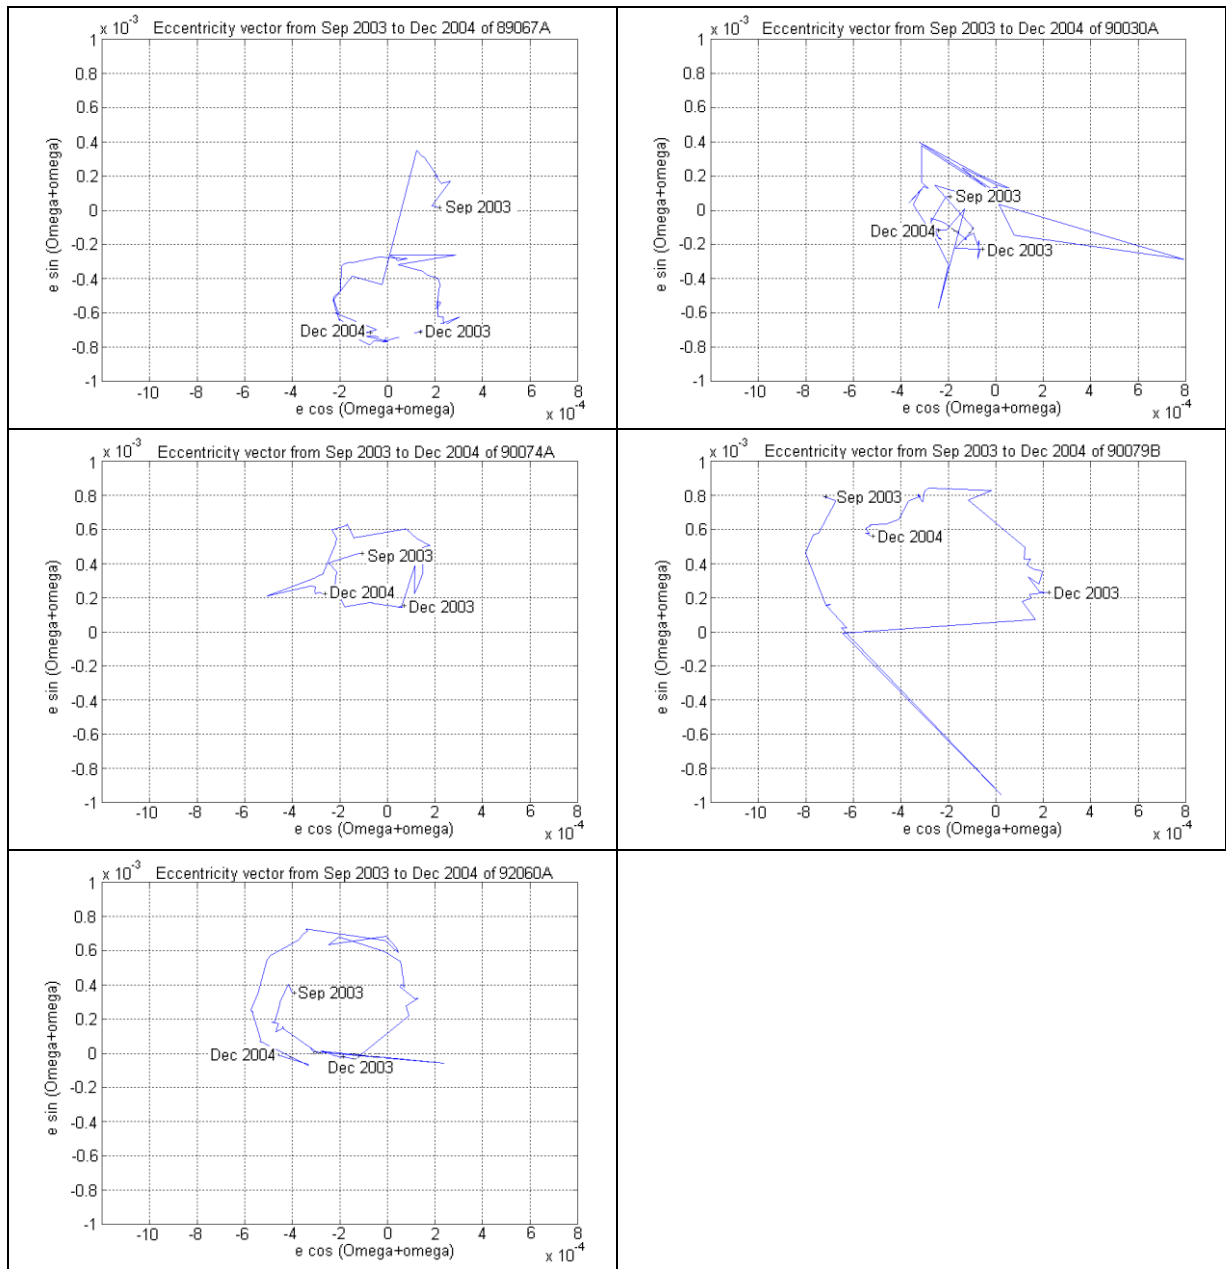 x 10^-3 Eccentricity vector from Sep 2003 to Dec 2004 of 89067A
1
0.8
0.6
0.4
0.2
0
-0.2
-0.4
-0.6
-0.8
-1
e sin (Omega+omega)
Sep 2003
Dec 2004
Dec 2003
-10 -8 -6 -4 -2 0 2 4 6 8
e cos (Omega+omega)
x 10^-4
x 10^-3 Eccentricity vector from Sep 2003 to Dec 2004 of 90030A
1
0.8
0.6
0.4
0.2
0
-0.2
-0.4
-0.6
-0.8
-1
e sin (Omega+omega)
Sep 2003
Dec 2004
Dec 2003
-10 -8 -6 -4 -2 0 2 4 6 8
e cos (Omega+omega)
x 10^-4
x 10^-3 Eccentricity vector from Sep 2003 to Dec 2004 of 90074A
1
0.8
0.6
0.4
0.2
0
-0.2
-0.4
-0.6
-0.8
-1
e sin (Omega+omega)
Sep 2003
Dec 2004
Dec 2003
-10 -8 -6 -4 -2 0 2 4 6 8
e cos (Omega+omega)
x 10^-4
x 10^-3 Eccentricity vector from Sep 2003 to Dec 2004 of 90079B
1
0.8
0.6
0.4
0.2
0
-0.2
-0.4
-0.6
-0.8
-1
e sin (Omega+omega)
Sep 2003
Dec 2004
Dec 2003
-10 -8 -6 -4 -2 0 2 4 6 8
e cos (Omega+omega)
x 10^-4
x 10^-3 Eccentricity vector from Sep 2003 to Dec 2004 of 92060A
1
0.8
0.6
0.4
0.2
0
-0.2
-0.4
-0.6
-0.8
-1
e sin (Omega+omega)
Sep 2003
Dec 2004
Dec 2003
-10 -8 -6 -4 -2 0 2 4 6 8
e cos (Omega+omega)
x 10^-4